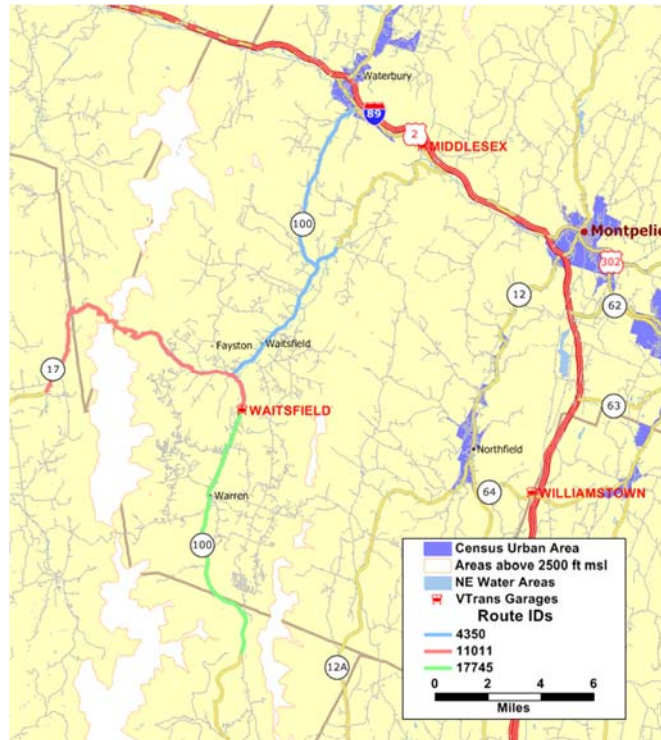 Waterbury
89
2
MIDDLESEX
100
Montpelie
302
12
62
Fayston
Waitsfield
17
WAITSFIELD
63
Northfield
Warren
64
WILLIAMSTOWN
100
12A
Census Urban Area
Areas above 2500 ft msl
NE Water Areas
VTrans Garages
Route IDs
4350
11011
17745
0 2 4 6
Miles